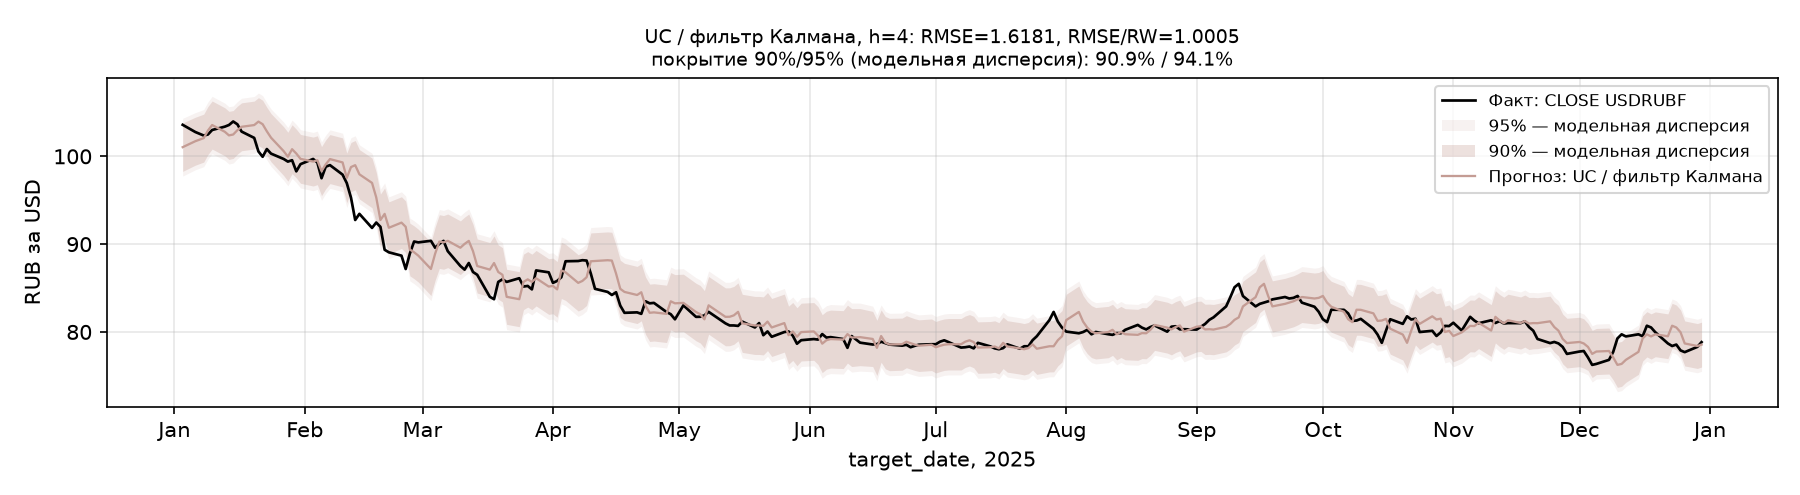 UC / фильтр Калмана, h=4: RMSE=1.6181, RMSE/RW=1.0005
покрытие 90%/95% (модельная дисперсия): 90.9% / 94.1%
Факт: CLOSE USDRUBF
95% — модельная дисперсия
90% — модельная дисперсия
Прогноз: UC / фильтр Калмана
RUB за USD
100
90
80
Jan Feb Mar Apr May Jun Jul Aug Sep Oct Nov Dec Jan
target_date, 2025